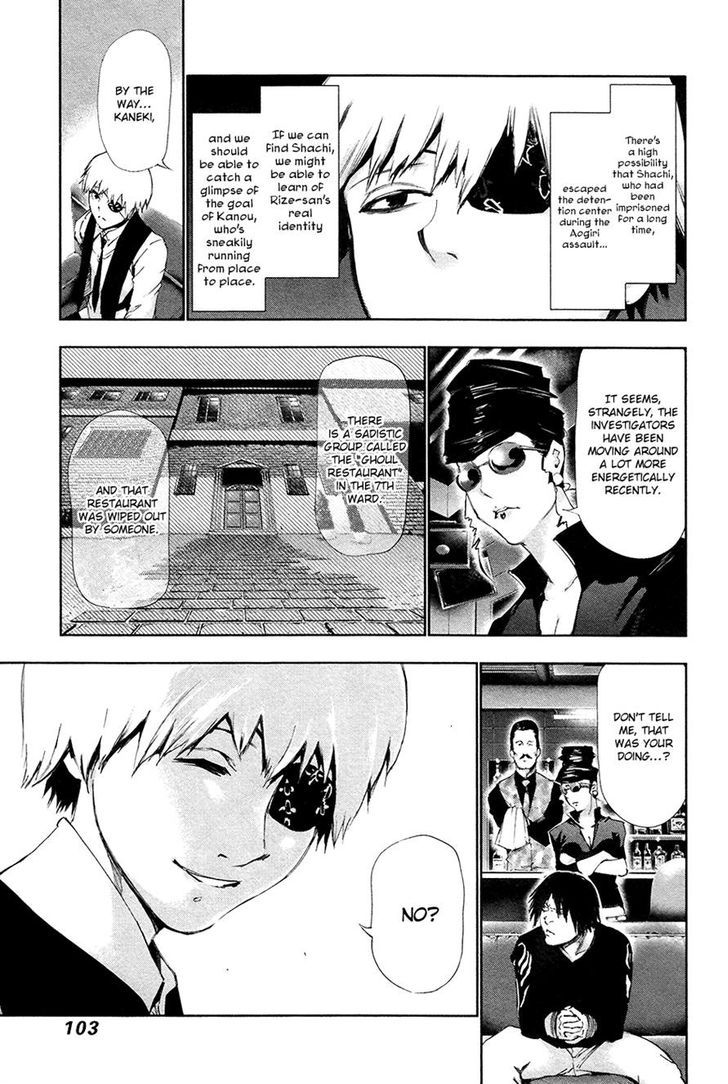 There's
a high
possibility
that Shachi,
who had
been
imprisoned
for a long
time,
escaped
the deten-
tion center
during the
Aogiri
assault...
If we can
find Shachi,
we might
be able to
learn of
Rize-san's
real
identity
and we
should
be able to
catch a
glimpse of
the goal
of Kanou,
who's
sneakily
running
from place
to place.
BY THE
WAY...
KANEKI,
IT SEEMS,
STRANGELY, THE
INVESTIGATORS
HAVE BEEN
MOVING AROUND
A LOT MORE
ENERGETICALLY
RECENTLY.
THERE
IS A SADISTIC
GROUP CALLED
THE "GHOUL
RESTAURANT"
IN THE 7TH
WARD.
AND THAT
RESTAURANT
WAS WIPED OUT
BY SOMEONE.
DON'T TELL
ME, THAT
WAS YOUR
DOING...?
NO?
103